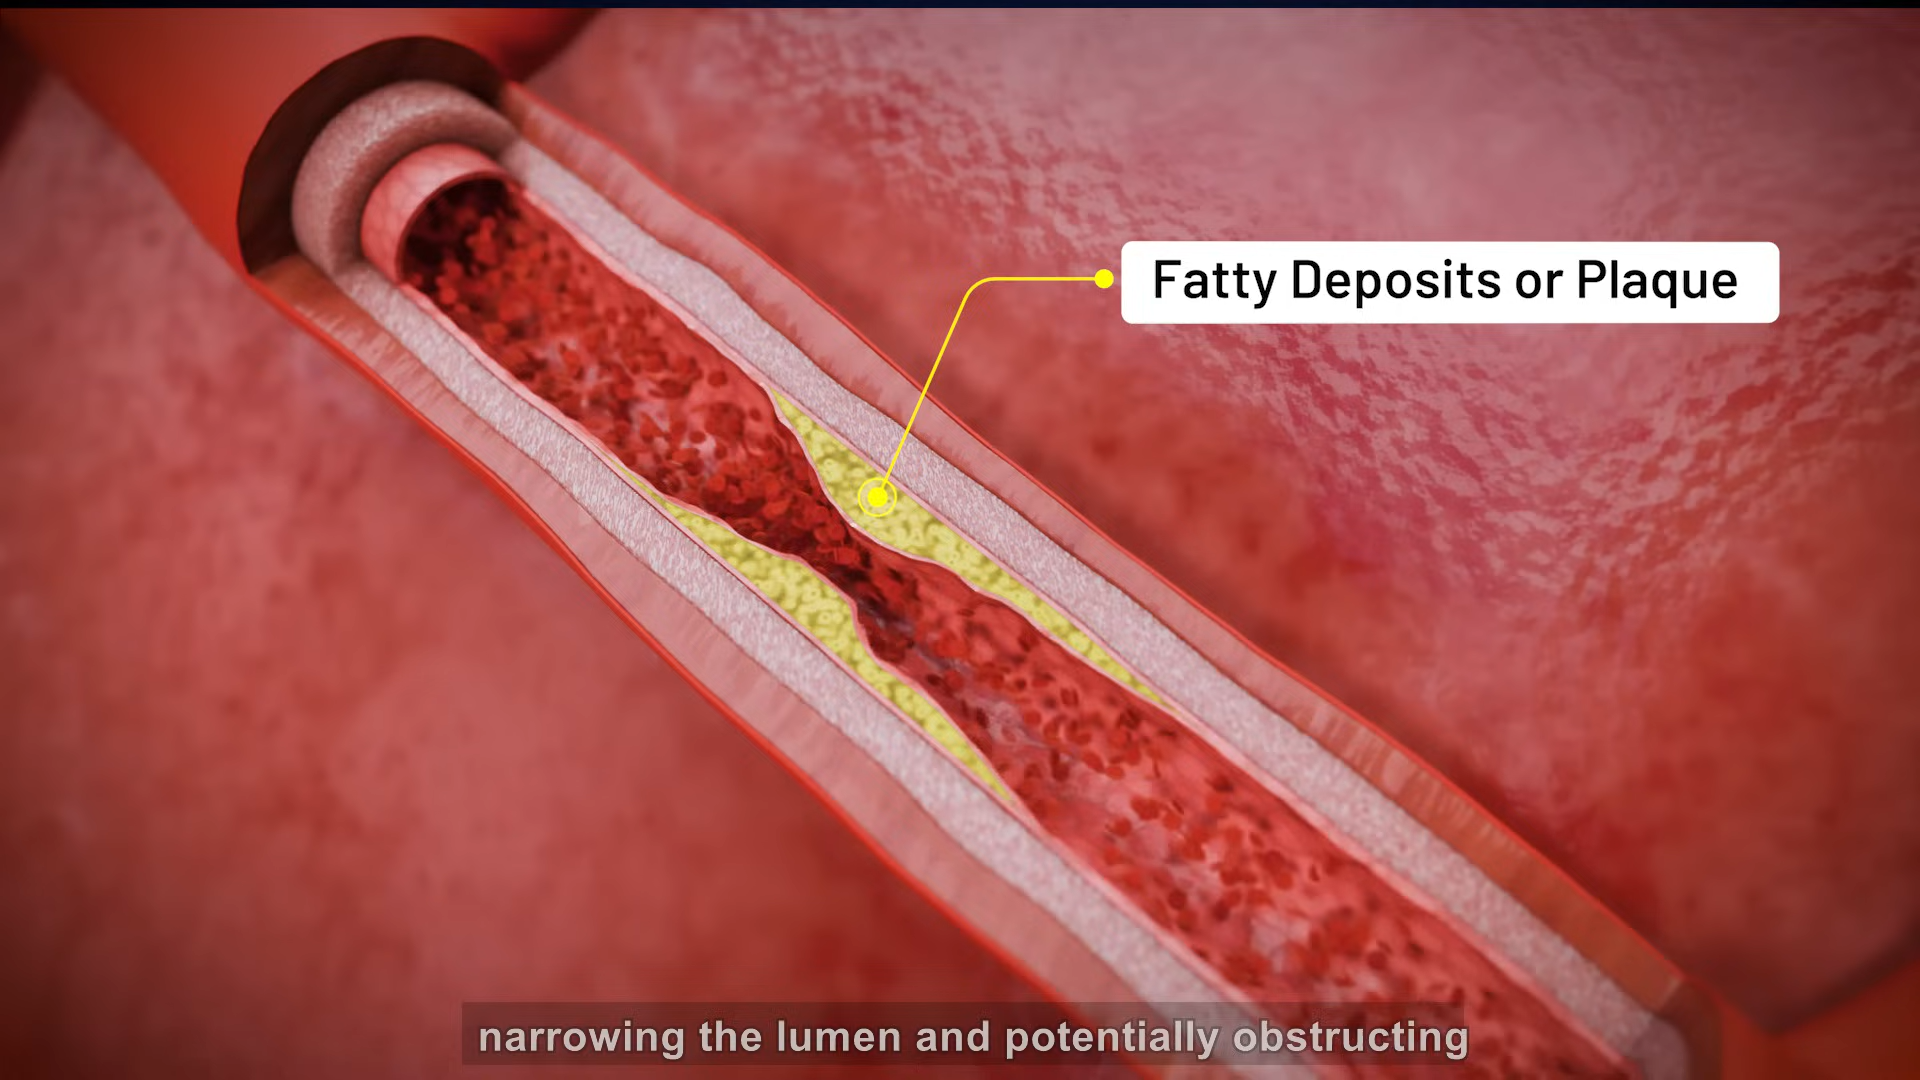 Fatty Deposits or Plaque
narrowing the lumen and potentially obstructing